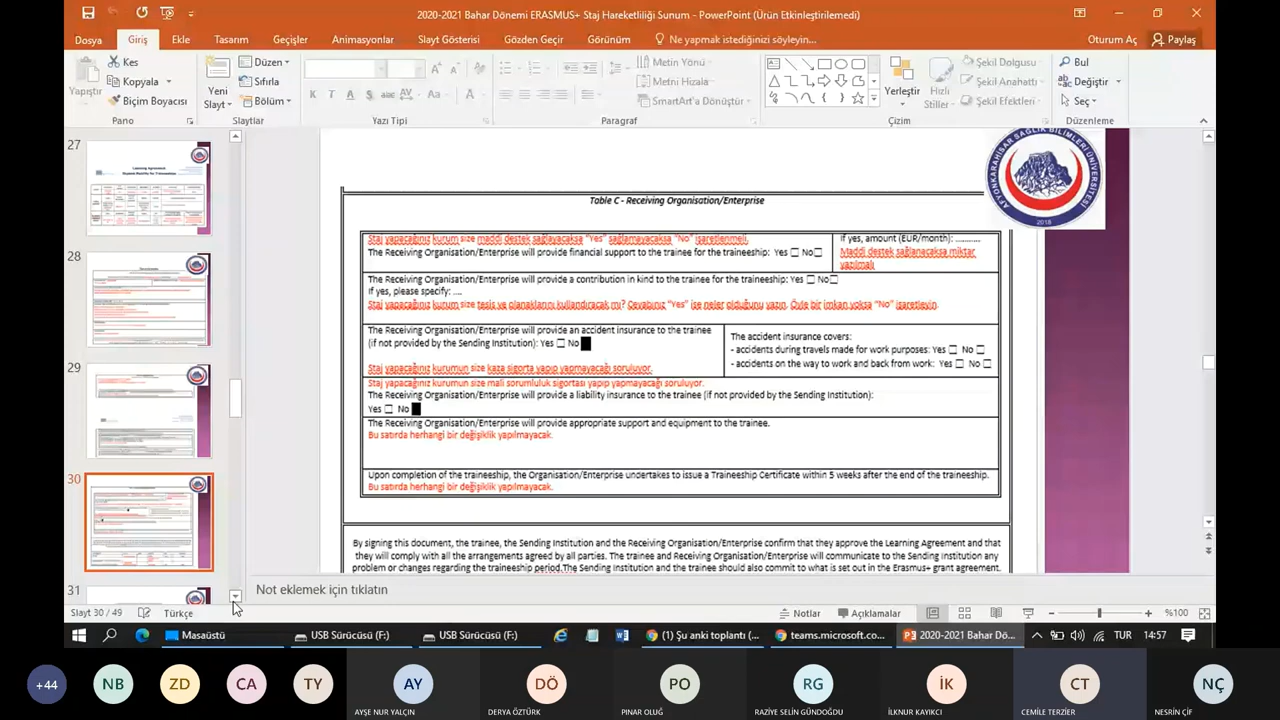 2020-2021 Bahar Dönemi ERASMUS+ Staj Hareketliliği Sunum - PowerPoint (Ürün Etkinleştirilemedi)
Dosya Giriş Ekle Tasarım Geçişler Animasyonlar Slayt Gösterisi Gözden Geçir Görünüm Ne yapmak istediğinizi söyleyin... Oturum Aç Paylaş
Yapıştır
Kes
Kopyala
Biçim Boyacısı
Pano
Yeni
Slayt
Düzen
Sıfırla
Bölüm
Slaytlar
K T A S abc AV Aa A
Yazı Tipi
Metin Yönü
Metni Hizala
SmartArt'a Dönüştür
Paragraf
Yerleştir
Hızlı
Stiller
Şekil Dolgusu
Şekil Anahattı
Şekil Efektleri
Çizim
Bul
Değiştir
Seç
Düzenleme
27
28
29
30
31
AFYONKARAHİSAR SAĞLIK BİLİMLERİ ÜNİVERSİTESİ
2018
Table C - Receiving Organisation/Enterprise
Staj yapacağınız kurum size maddi destek sağlayacaksa "Yes" sağlamayacaksa "No" işaretlenmeli.
The Receiving Organisation/Enterprise will provide financial support to the trainee for the traineeship: Yes ☐ No☐
If yes, amount (EUR/month): ...........
Maddi destek sağlanacaksa miktar
yazılmalı
The Receiving Organisation/Enterprise will provide a contribution in kind to the trainee for the traineeship: Yes ☐ No☐
If yes, please specify: ....
Staj yapacağınız kurum size tesis ve olanaklarını kullandıracak mı? Cevabınız "Yes" ise neler olduğunu yazın. Öyle bir imkan yoksa "No" işaretleyin.
The Receiving Organisation/Enterprise will provide an accident insurance to the trainee
(if not provided by the Sending Institution): Yes ☐ No ■
Staj yapacağınız kurumun size kaza sigorta yapıp yapmayacağı soruluyor.
The accident insurance covers:
- accidents during travels made for work purposes: Yes ☐ No ☐
- accidents on the way to work and back from work: Yes ☐ No ☐
Staj yapacağınız kurumun size mali sorumluluk sigortası yapıp yapmayacağı soruluyor.
The Receiving Organisation/Enterprise will provide a liability insurance to the trainee (if not provided by the Sending Institution):
Yes ☐ No ■
The Receiving Organisation/Enterprise will provide appropriate support and equipment to the trainee.
Bu satırda herhangi bir değişiklik yapılmayacak.
Upon completion of the traineeship, the Organisation/Enterprise undertakes to issue a Traineeship Certificate within 5 weeks after the end of the traineeship.
Bu satırda herhangi bir değişiklik yapılmayacak.
By signing this document, the trainee, the Sending Institution and the Receiving Organisation/Enterprise confirm that they approve the Learning Agreement and that
they will comply with all the arrangements agreed by all parties. The trainee and Receiving Organisation/Enterprise will communicate to the Sending Institution any
problem or changes regarding the traineeship period.The Sending Institution and the trainee should also commit to what is set out in the Erasmus+ grant agreement.
Not eklemek için tıklatın
Slayt 30 / 49 Türkçe Notlar Açıklamalar %100
Masaüstü USB Sürücüsü (F:) USB Sürücüsü (F:) (1) Şu anki toplantı (... teams.microsoft.co... 2020-2021 Bahar Dö... TUR 14:57
+44 NB ZD CA TY AY DÖ PO RG İK CT NÇ
AYŞE NUR YALÇIN DERYA ÖZTÜRK PINAR OLUĞ RAZİYE SELİN GÜNDOĞDU İLKNUR KAYIKCI CEMİLE TERZİER NESRİN ÇİF